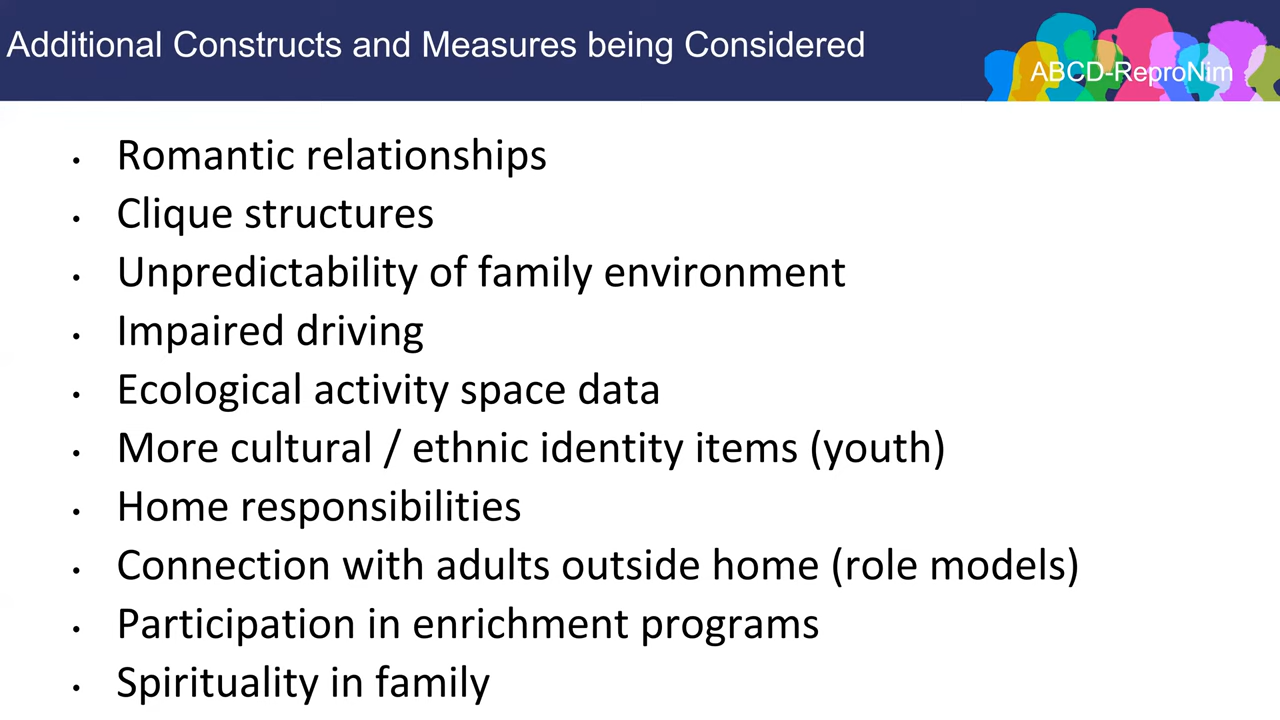 Additional Constructs and Measures being Considered
ABCD-ReproNim
• Romantic relationships
• Clique structures
• Unpredictability of family environment
• Impaired driving
• Ecological activity space data
• More cultural / ethnic identity items (youth)
• Home responsibilities
• Connection with adults outside home (role models)
• Participation in enrichment programs
• Spirituality in family